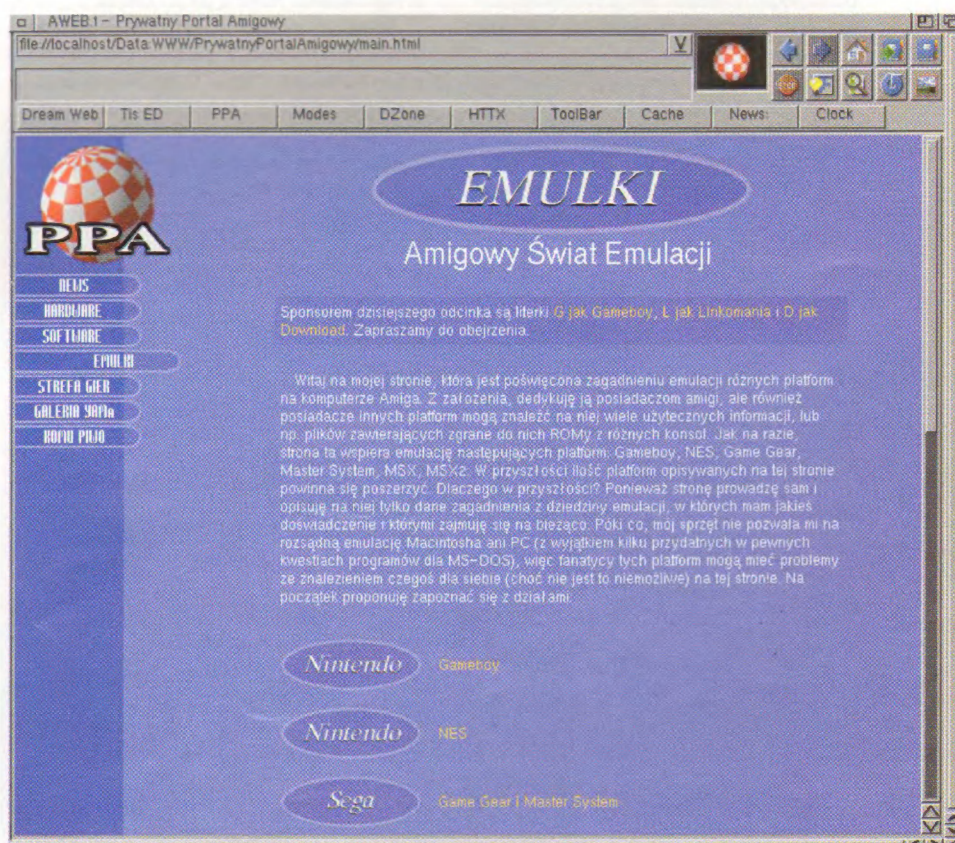 AWEB.1 - Prywatny Portal Amigowy
file://localhost/Data:WWW/PrywatnyPortalAmigowy/main.html
V
STOP
Dream Web Tis ED PPA Modes DZone HTTX ToolBar Cache News: Clock
PPA
NEWS
HARDWARE
SOFTWARE
EMULKI
STREFA GIER
GALERIA YAMa
KOMU PIWO
EMULKI
Amigowy Świat Emulacji
Sponsorem dzisiejszego odcinka są literki G jak Gameboy, L jak Linkomania i D jak
Download. Zapraszamy do obejrzenia.
Witaj na mojej stronie, która jest poświęcona zagadnieniu emulacji różnych platform
na komputerze Amiga. Z założenia, dedykuję ją posiadaczom amigi, ale również
posiadacze innych platform mogą znaleźć na niej wiele użytecznych informacji, lub
np. plików zawierających zgrane do nich ROMy z różnych konsol. Jak na razie,
strona ta wspiera emulację następujących platform: Gameboy, NES, Game Gear,
Master System, MSX, MSX2. W przyszłości ilość platform opisywanych na tej stronie
powinna się poszerzyć. Dlaczego w przyszłości? Ponieważ stronę prowadzę sam i
opisuję na niej tylko dane zagadnienia z dziedziny emulacji, w których mam jakieś
doświadczenie i którymi zajmuję się na bieżąco. Póki co, mój sprzęt nie pozwala mi na
rozsądną emulację Macintosha ani PC (z wyjątkiem kilku przydatnych w pewnych
kwestiach programów dla MS-DOS), więc fanatycy tych platform mogą mieć problemy
ze znalezieniem czegoś dla siebie (choć nie jest to niemożliwe) na tej stronie. Na
początek proponuję zapoznać się z działami:
Nintendo Gameboy
Nintendo NES
Sega Game Gear i Master System